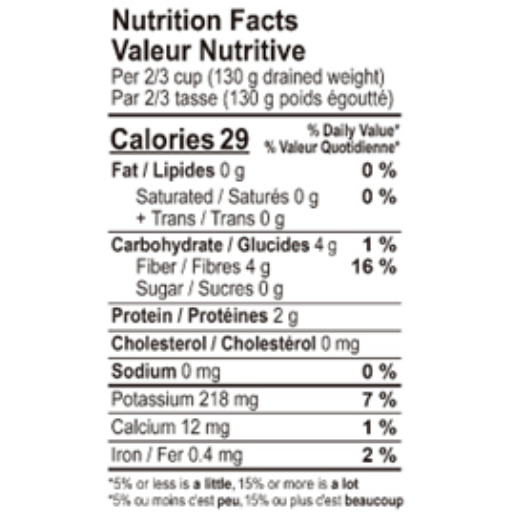 Nutrition Facts
Valeur Nutritive
Per 2/3 cup (130 g drained weight)
Par 2/3 tasse (130 g poids égoutté)
Calories 29
% Daily Value*
% Valeur Quotidienne*
Fat / Lipides 0 g 0 %
Saturated / Saturés 0 g 0 %
+ Trans / Trans 0 g
Carbohydrate / Glucides 4 g 1 %
Fiber / Fibres 4 g 16 %
Sugar / Sucres 0 g
Protein / Protéines 2 g
Cholesterol / Cholestérol 0 mg
Sodium 0 mg 0 %
Potassium 218 mg 7 %
Calcium 12 mg 1 %
Iron / Fer 0.4 mg 2 %
*5% or less is a little, 15% or more is a lot
*5% ou moins c'est peu, 15% ou plus c'est beaucoup